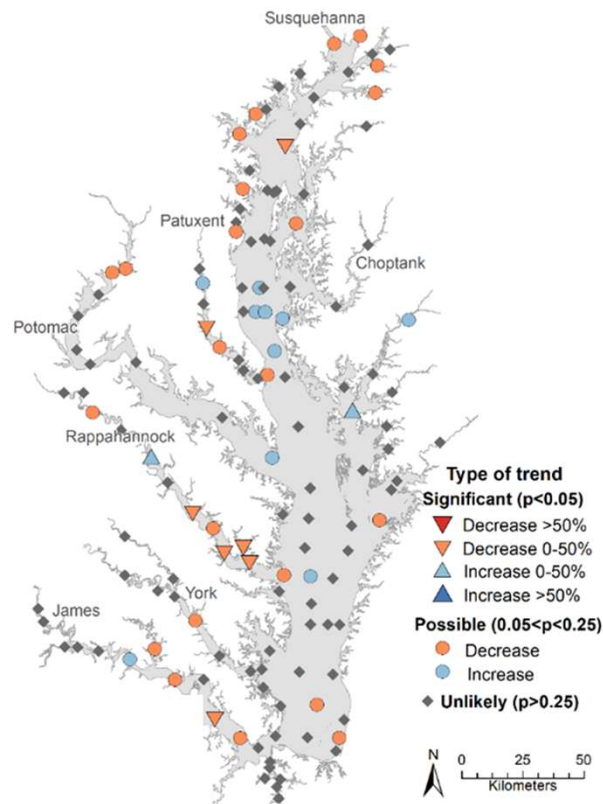 Susquehanna
Patuxent
Choptank
Potomac
Rappahannock
York
James
Type of trend
Significant (p<0.05)
Decrease >50%
Decrease 0-50%
Increase 0-50%
Increase >50%
Possible (0.05<p<0.25)
Decrease
Increase
Unlikely (p>0.25)
N
0 25 50
Kilometers